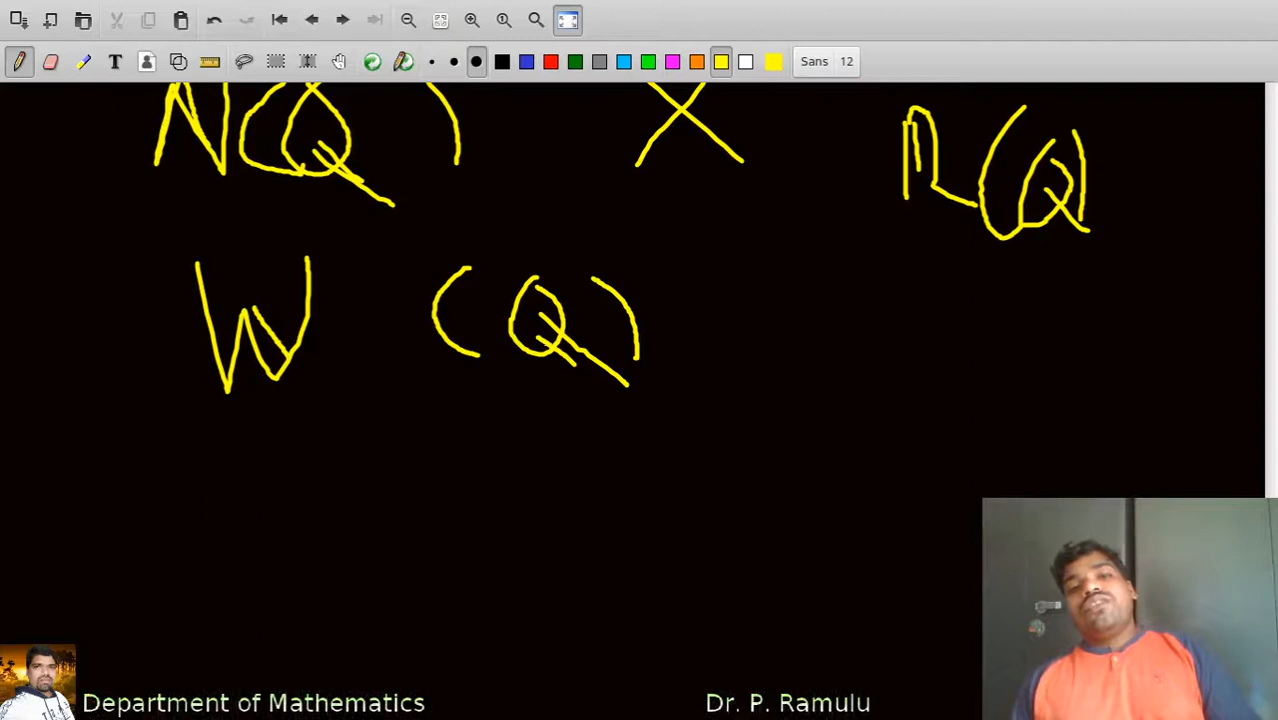 Sans 12
N(Q) X R(Q)
W (Q)
Department of Mathematics Dr. P. Ramulu